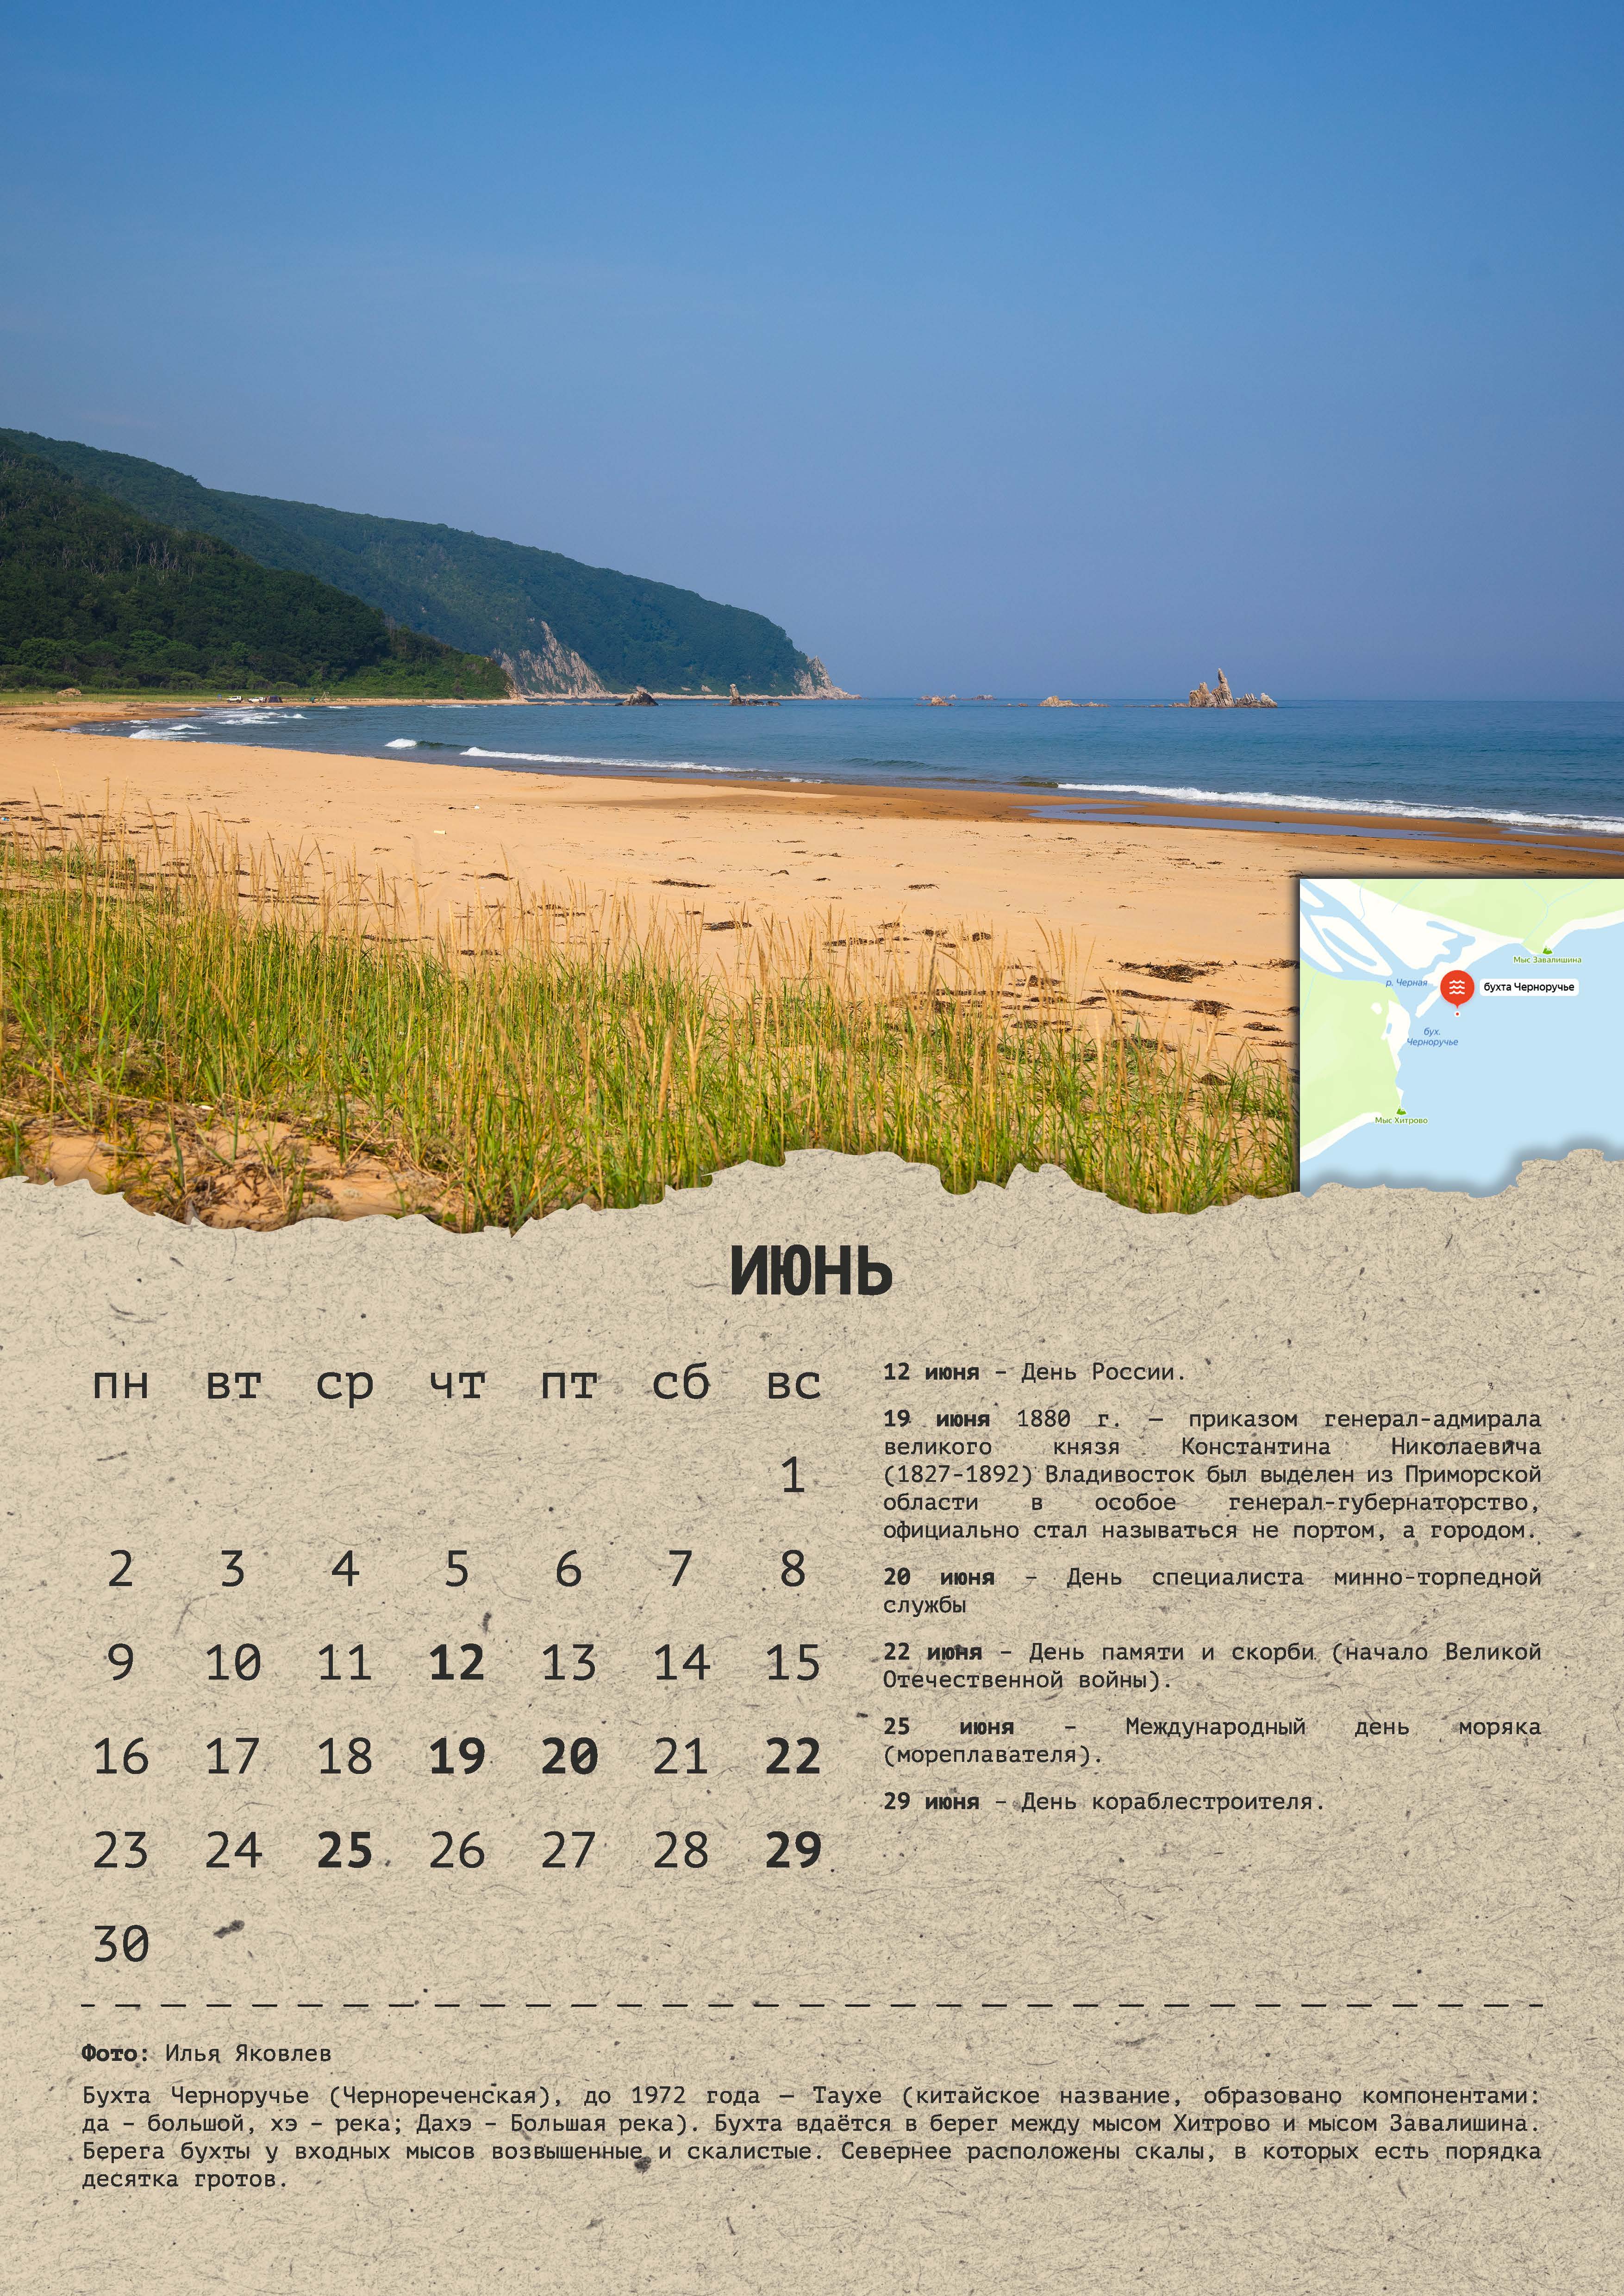 Мыс Завалишина
р. Черная
бухта Черноручье
бух.
Черноручье
Мыс Хитрово
ИЮНЬ
пн вт ср чт пт сб вс
1
2 3 4 5 6 7 8
9 10 11 12 13 14 15
16 17 18 19 20 21 22
23 24 25 26 27 28 29
30
12 июня – День России.
19 июня 1880 г. — приказом генерал-адмирала
великого князя Константина Николаевича
(1827-1892) Владивосток был выделен из Приморской
области в особое генерал-губернаторство,
официально стал называться не портом, а городом.
20 июня – День специалиста минно-торпедной
службы
22 июня – День памяти и скорби (начало Великой
Отечественной войны).
25 июня – Международный день моряка
(мореплавателя).
29 июня – День кораблестроителя.
Фото: Илья Яковлев
Бухта Черноручье (Чернореченская), до 1972 года — Таухе (китайское название, образовано компонентами:
да – большой, хэ – река; Дахэ – Большая река). Бухта вдаётся в берег между мысом Хитрово и мысом Завалишина.
Берега бухты у входных мысов возвышенные и скалистые. Севернее расположены скалы, в которых есть порядка
десятка гротов.